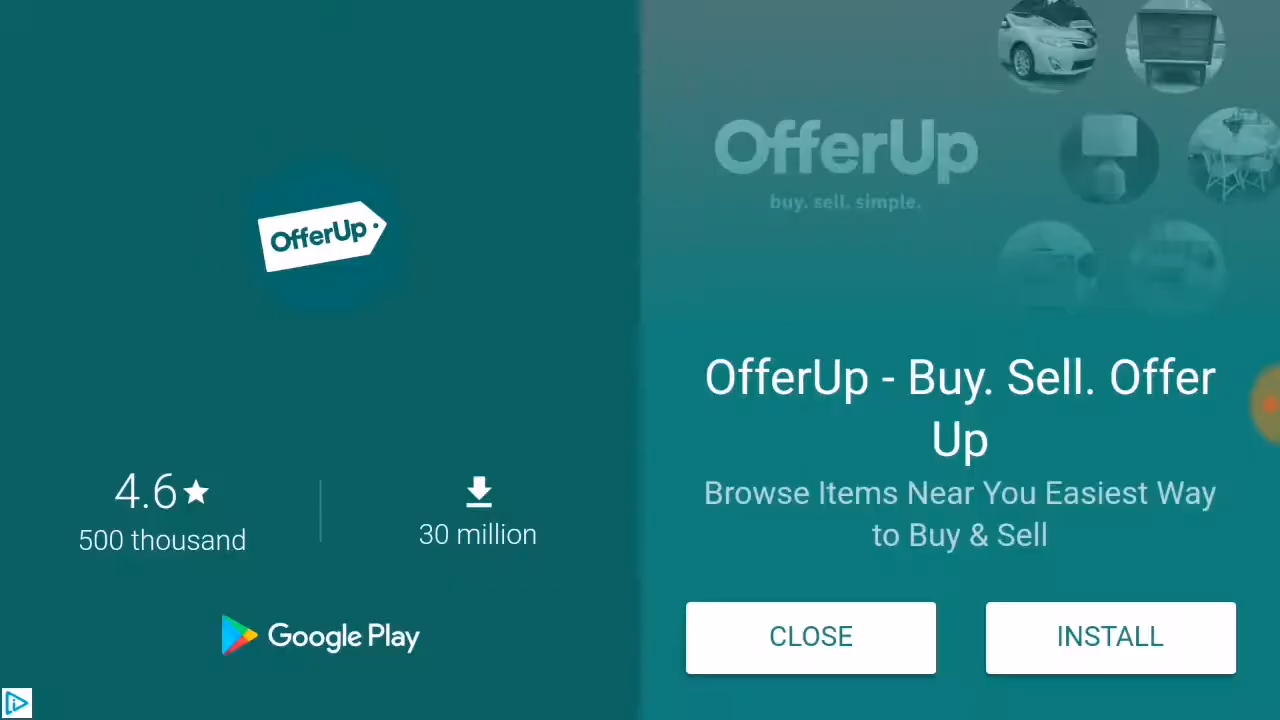 OfferUp
4.6★
500 thousand
30 million
Google Play
OfferUp
buy. sell. simple.
OfferUp - Buy. Sell. Offer
Up
Browse Items Near You Easiest Way
to Buy & Sell
CLOSE
INSTALL